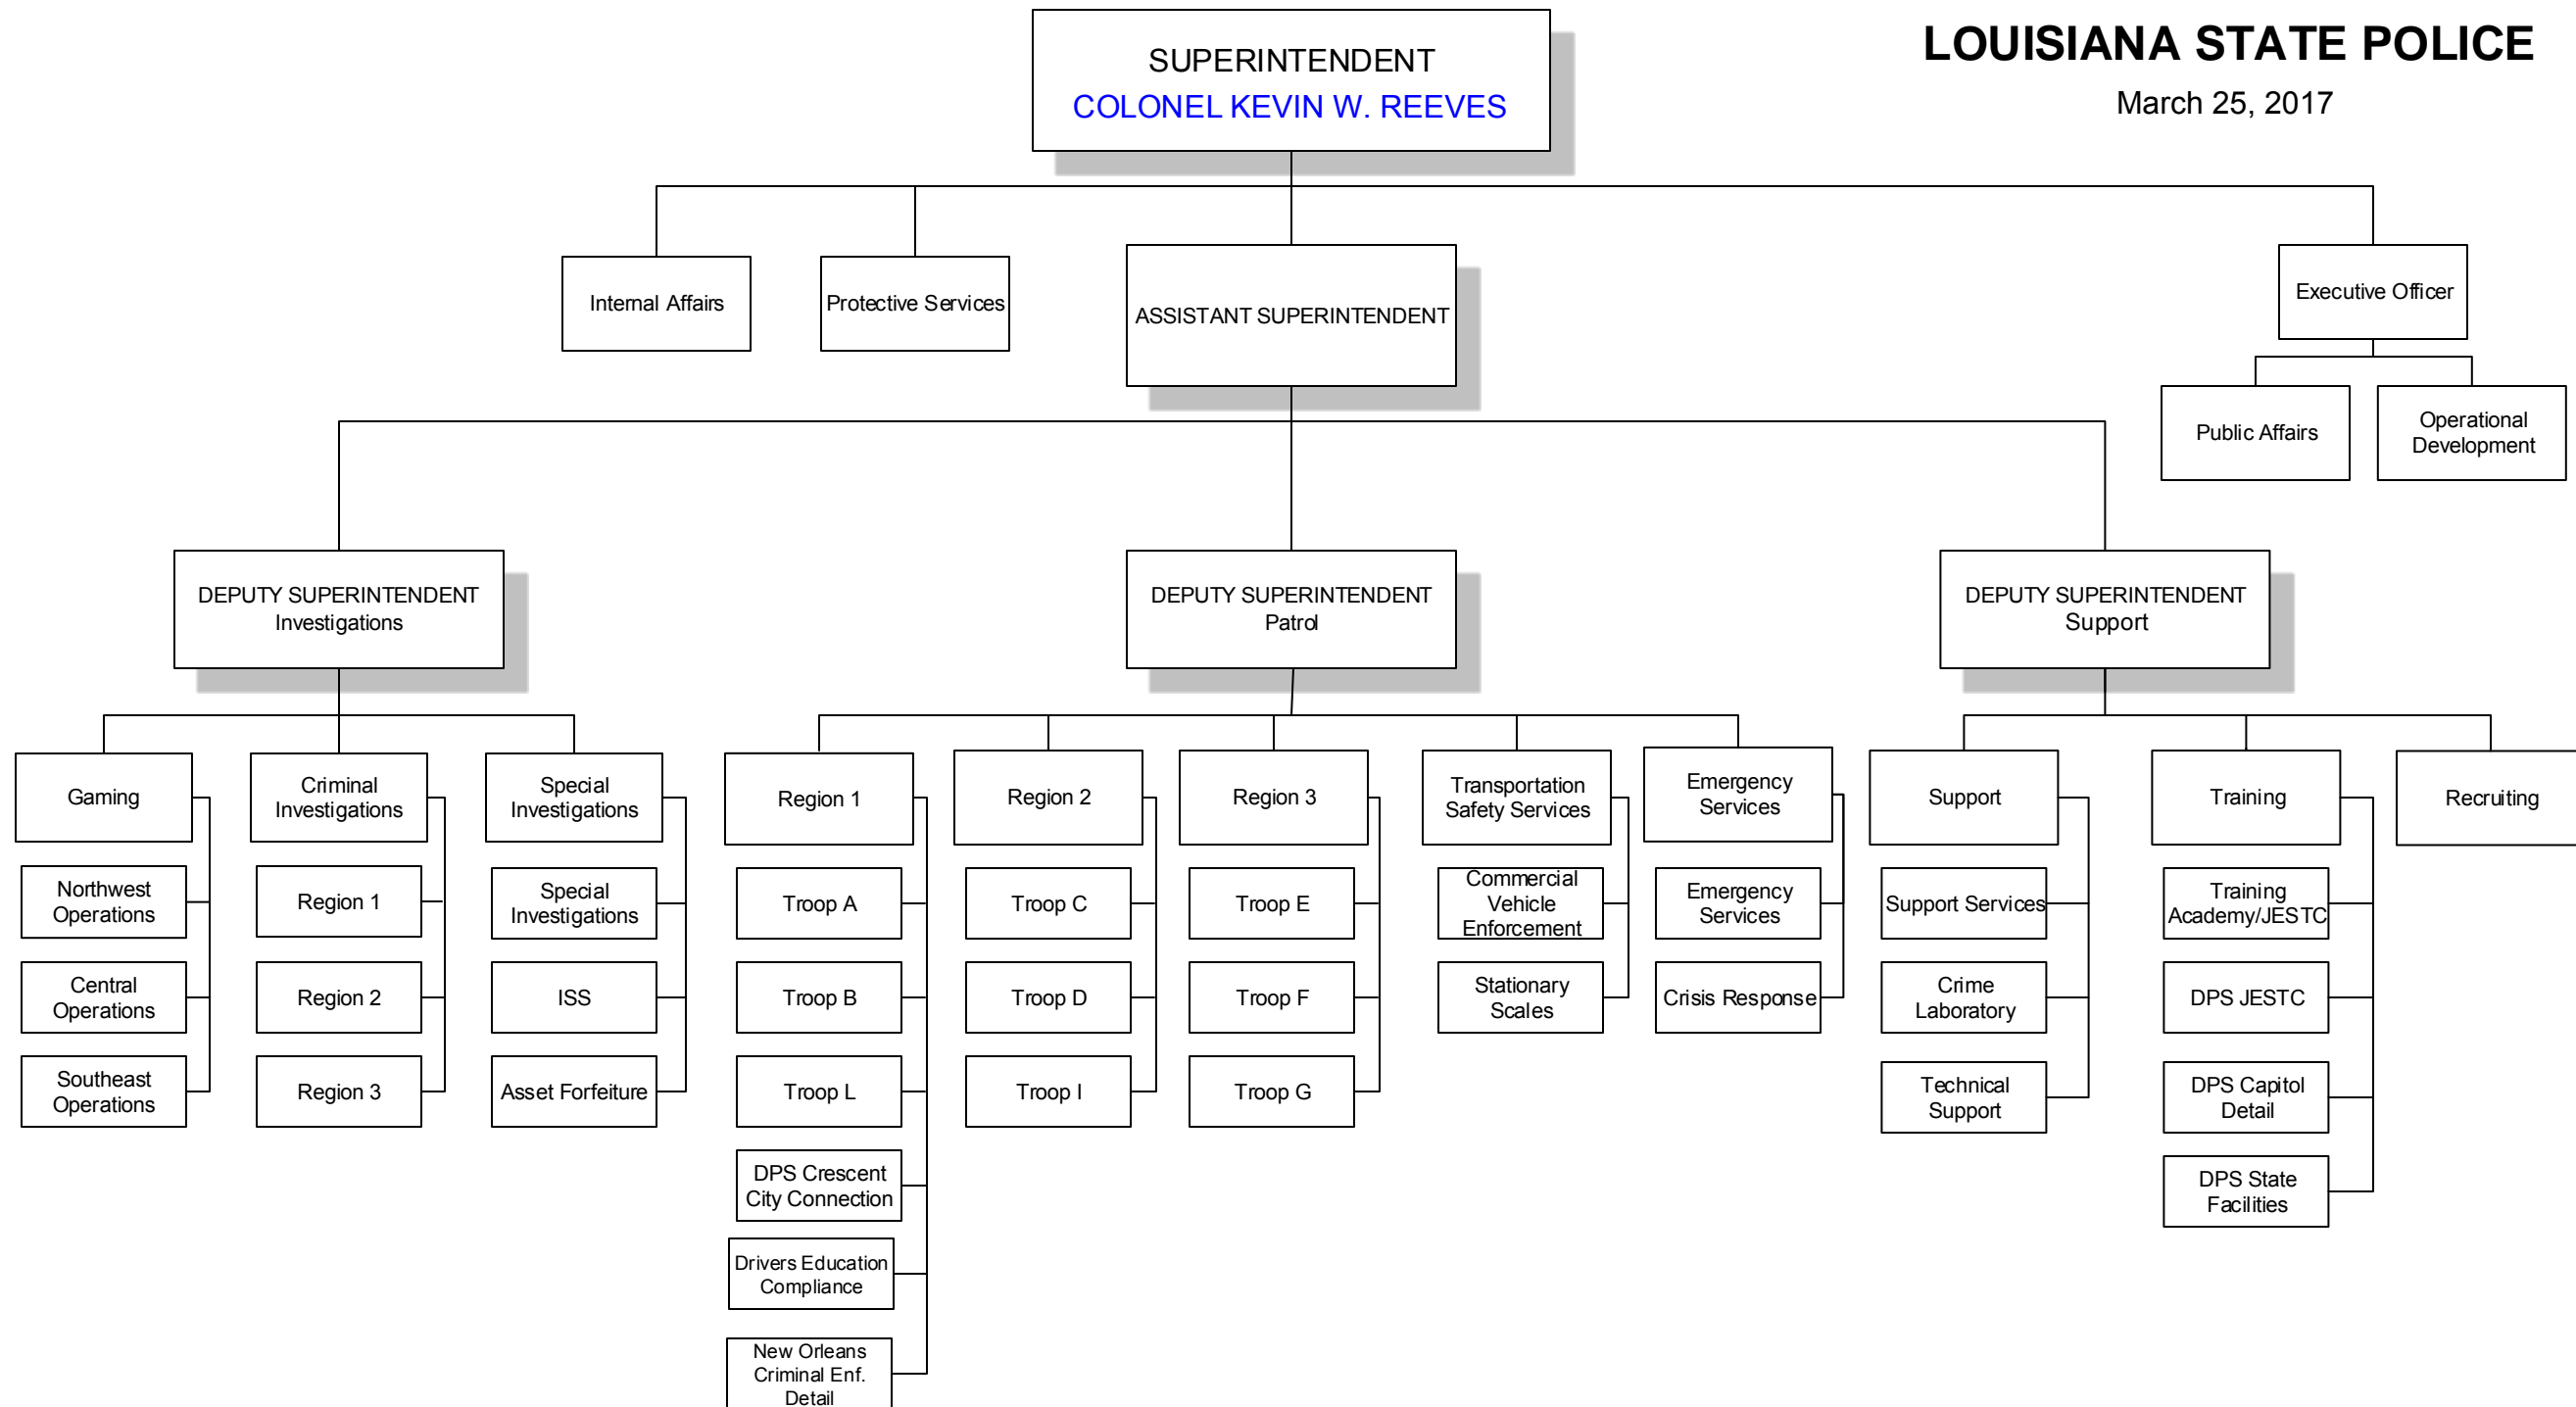 SUPERINTENDENT
COLONEL KEVIN W. REEVES
LOUISIANA STATE POLICE
March 25, 2017
Internal Affairs
Protective Services
ASSISTANT SUPERINTENDENT
Executive Officer
Public Affairs
Operational
Development
DEPUTY SUPERINTENDENT
Investigations
DEPUTY SUPERINTENDENT
Patrol
DEPUTY SUPERINTENDENT
Support
Gaming
Northwest
Operations
Central
Operations
Southeast
Operations
Criminal
Investigations
Region 1
Region 2
Region 3
Special
Investigations
Special
Investigations
ISS
Asset Forfeiture
Region 1
Troop A
Troop B
Troop L
DPS Crescent
City Connection
Drivers Education
Compliance
New Orleans
Criminal Enf.
Detail
Region 2
Troop C
Troop D
Troop I
Region 3
Troop E
Troop F
Troop G
Transportation
Safety Services
Commercial
Vehicle
Enforcement
Stationary
Scales
Emergency
Services
Emergency
Services
Crisis Response
Support
Support Services
Crime
Laboratory
Technical
Support
Training
Training
Academy/JESTC
DPS JESTC
DPS Capitol
Detail
DPS State
Facilities
Recruiting